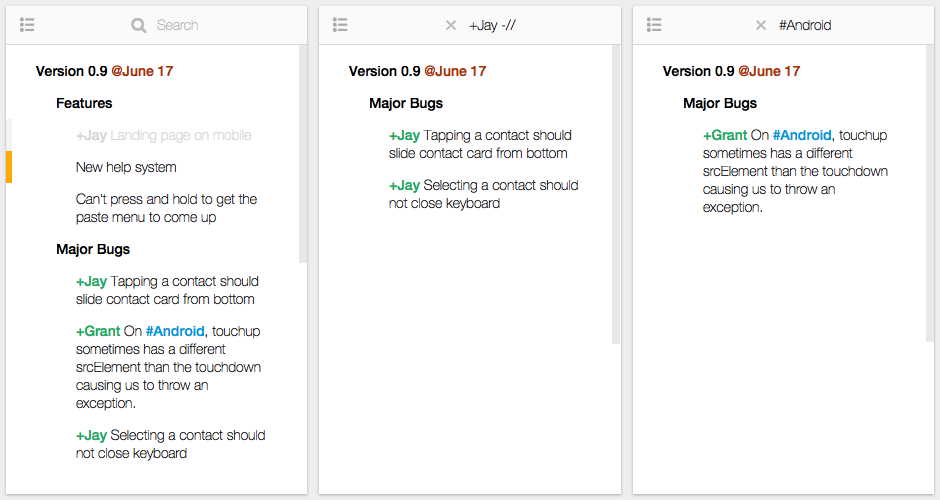 Search
Version 0.9 @June 17
Features
+Jay Landing page on mobile
New help system
Can't press and hold to get the
paste menu to come up
Major Bugs
+Jay Tapping a contact should
slide contact card from bottom
+Grant On #Android, touchup
sometimes has a different
srcElement than the touchdown
causing us to throw an
exception.
+Jay Selecting a contact should
not close keyboard
+Jay -//
Version 0.9 @June 17
Major Bugs
+Jay Tapping a contact should
slide contact card from bottom
+Jay Selecting a contact should
not close keyboard
#Android
Version 0.9 @June 17
Major Bugs
+Grant On #Android, touchup
sometimes has a different
srcElement than the touchdown
causing us to throw an
exception.